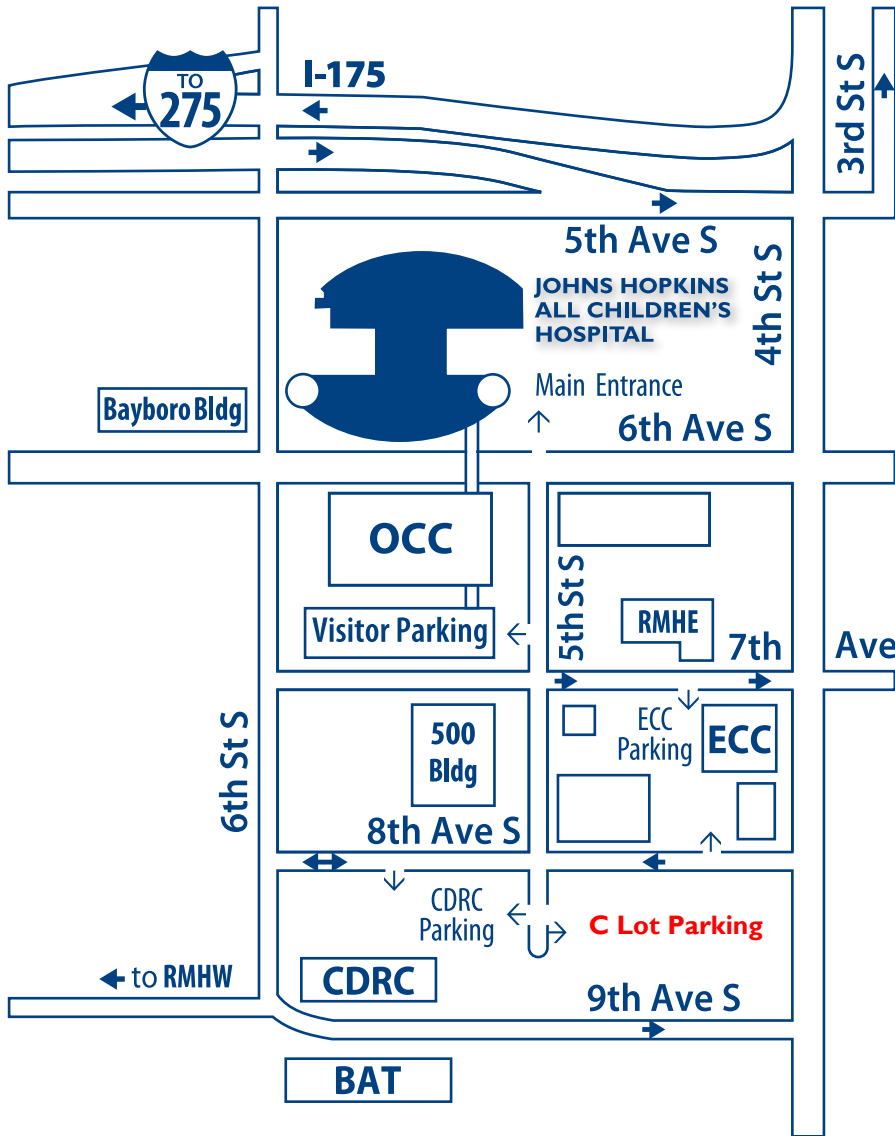 TO
275
I-175
3rd St S
5th Ave S
JOHNS HOPKINS
ALL CHILDREN'S
HOSPITAL
4th St S
Main Entrance
Bayboro Bldg
6th Ave S
OCC
5th St S
Visitor Parking
RMHE
7th Ave
6th St S
500
Bldg
ECC
Parking
ECC
8th Ave S
CDRC
Parking
C Lot Parking
to RMHW
CDRC
9th Ave S
BAT